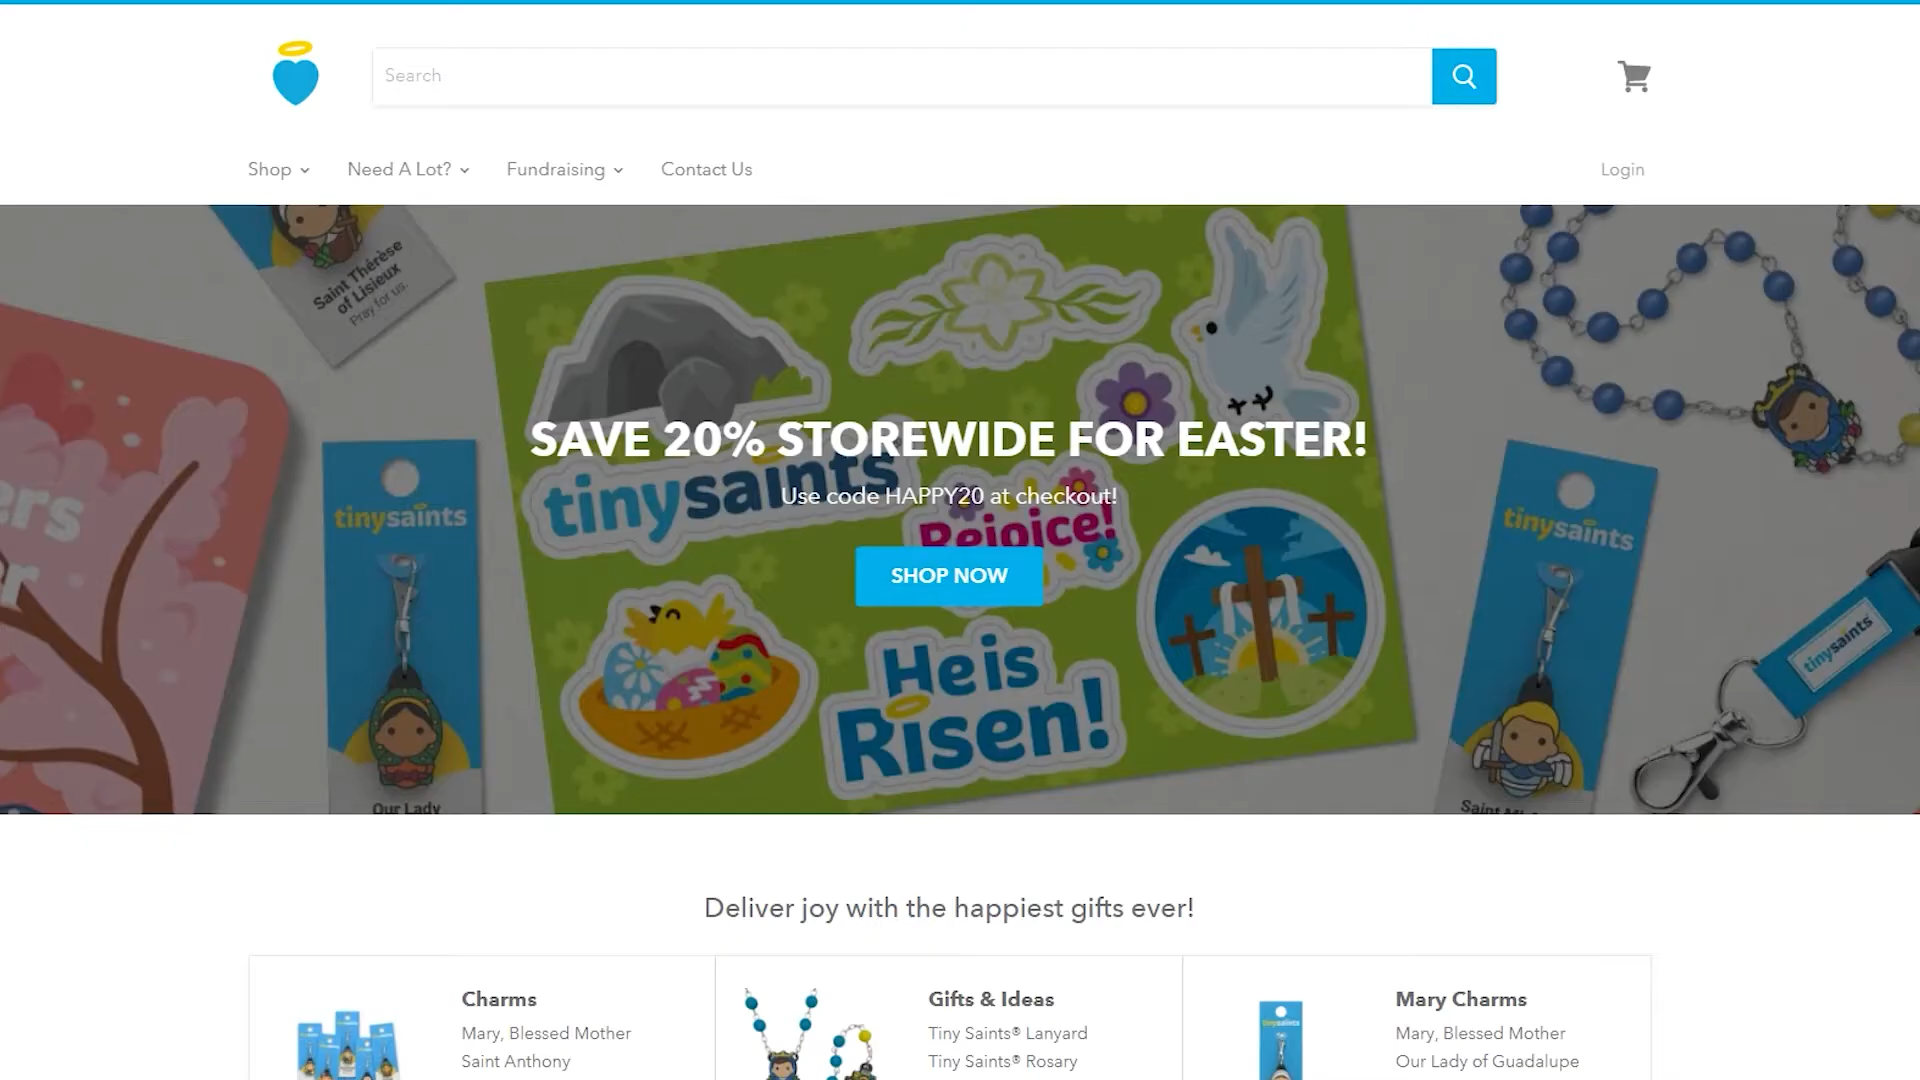 Search
Shop
Need A Lot?
Fundraising
Contact Us
Login
Saint Thérèse
of Lisieux
Pray for us.
ers
r
tinysaints
SAVE 20% STOREWIDE FOR EASTER!
tinysaints
Use code HAPPY20 at checkout!
Rejoice!
tinysaints
SHOP NOW
tinysaints
He is
Risen!
Our Lady
Saint
Deliver joy with the happiest gifts ever!
Charms
Mary, Blessed Mother
Saint Anthony
Gifts & Ideas
Tiny Saints® Lanyard
Tiny Saints® Rosary
tinysaints
Mary Charms
Mary, Blessed Mother
Our Lady of Guadalupe